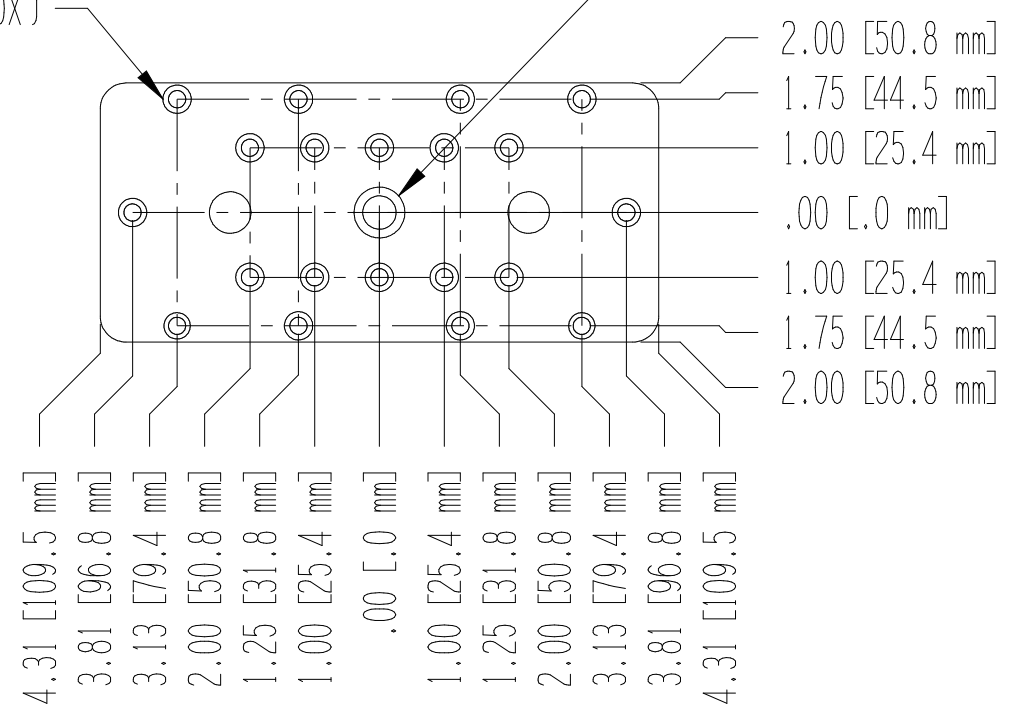 0X)
2.00 [50.8 mm]
1.75 [44.5 mm]
1.00 [25.4 mm]
.00 [.0 mm]
1.00 [25.4 mm]
1.75 [44.5 mm]
2.00 [50.8 mm]
4.31 [109.5 mm]
3.81 [96.8 mm]
3.13 [79.4 mm]
2.00 [50.8 mm]
1.25 [31.8 mm]
1.00 [25.4 mm]
.00 [.0 mm]
1.00 [25.4 mm]
1.25 [31.8 mm]
2.00 [50.8 mm]
3.13 [79.4 mm]
3.81 [96.8 mm]
4.31 [109.5 mm]